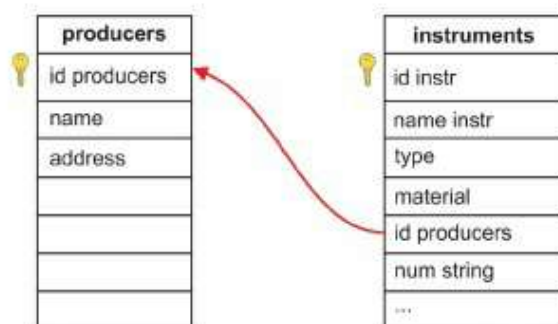 producers
id producers
name
address
instruments
id instr
name instr
type
material
id producers
num string
...